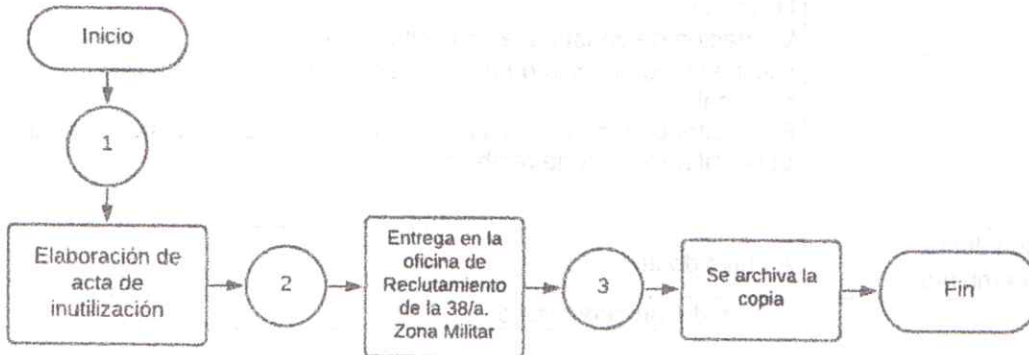 Inicio
1
Elaboración de
acta de
inutilización
2
Entrega en la
oficina de
Reclutamiento
de la 38/a.
Zona Militar
3
Se archiva la
copia
Fin